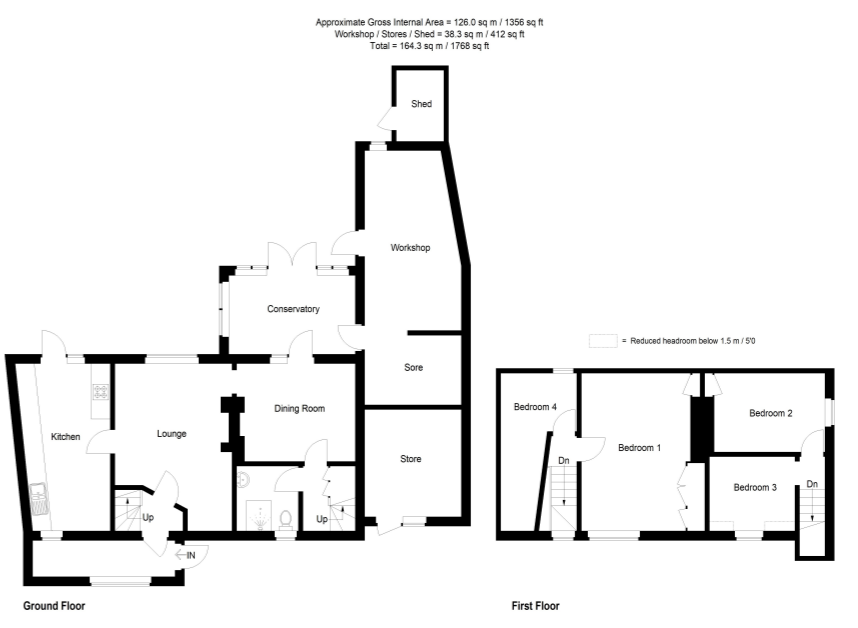 Approximate Gross Internal Area = 126.0 sq m / 1356 sq ft
Workshop / Stores / Shed = 38.3 sq m / 412 sq ft
Total = 164.3 sq m / 1768 sq ft
Shed
Workshop
Conservatory
= Reduced headroom below 1.5 m / 5'0
Sore
Kitchen
Lounge
Dining Room
Store
Up
Up
IN
Ground Floor
Bedroom 4
Bedroom 1
Bedroom 2
Dn
Bedroom 3
Dn
First Floor